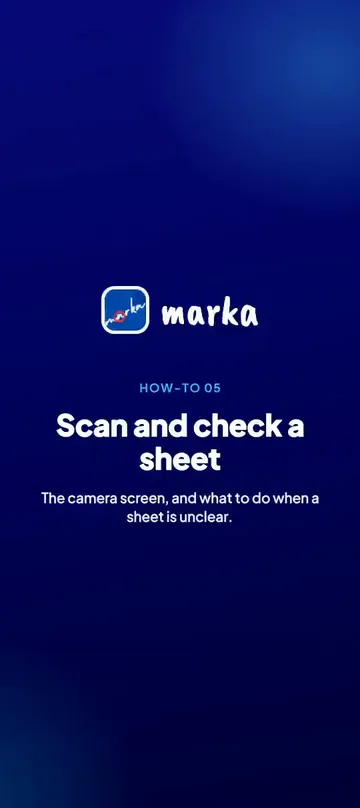 marka
marka
HOW-TO 05
Scan and check a
sheet
The camera screen, and what to do when a
sheet is unclear.